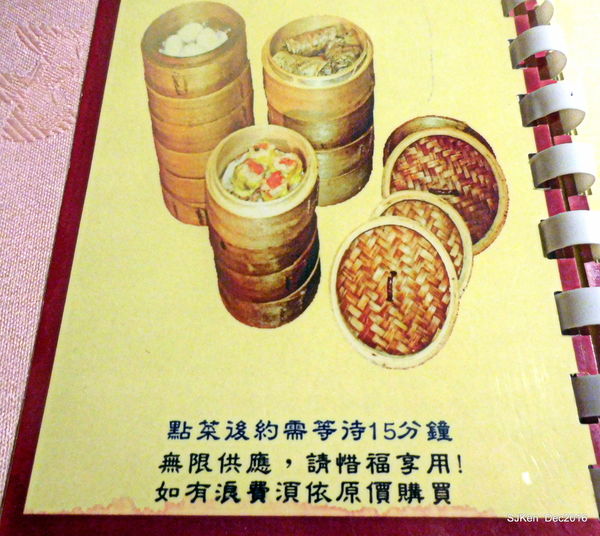 點菜後約需等待15分鐘
無限供應，請惜福享用!
如有浪費須依原價購買
SJKen Dec2016